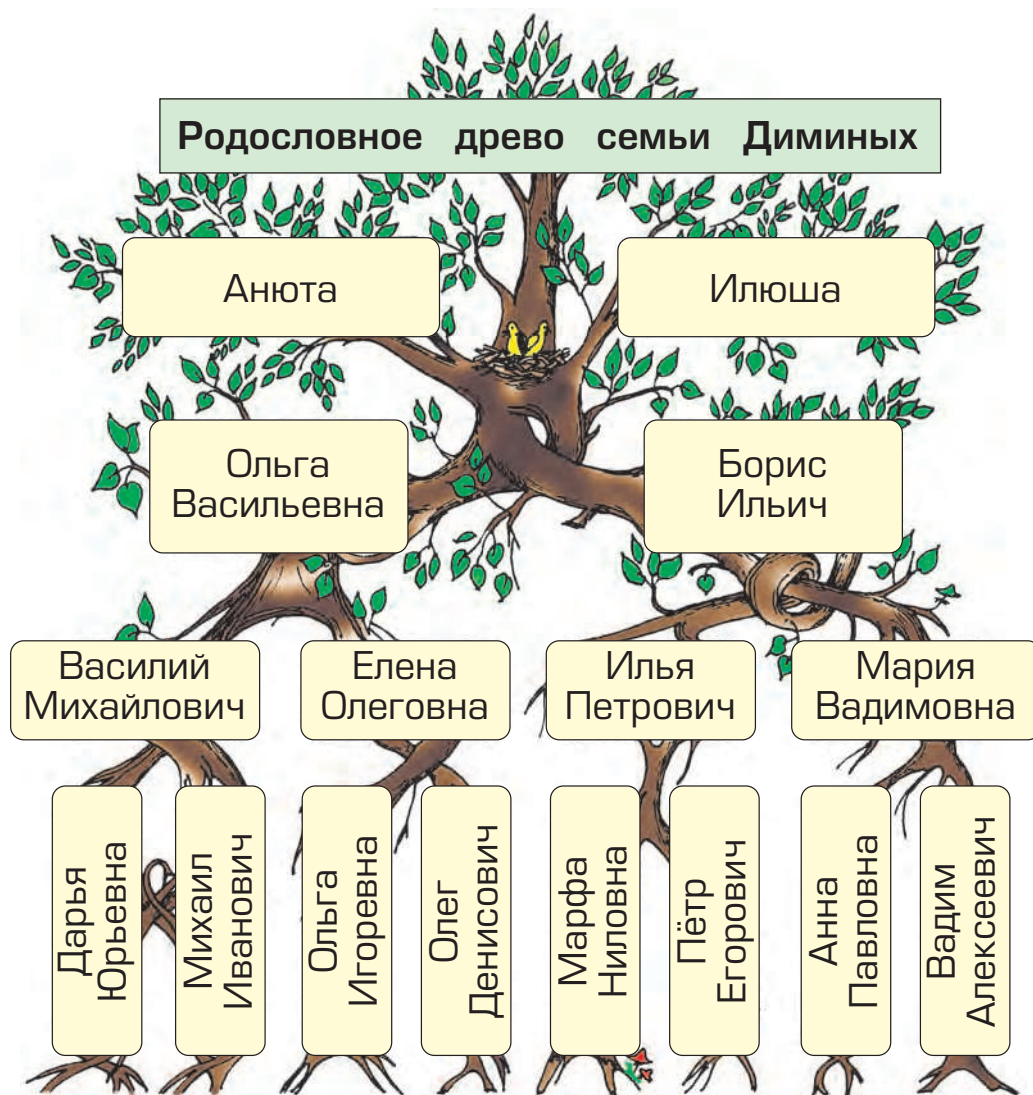 Родословное древо семьи Диминых
Анюта
Илюша
Ольга
Васильевна
Борис
Ильич
Василий
Михайлович
Елена
Олеговна
Илья
Петрович
Мария
Вадимовна
Дарья
Юрьевна
Михаил
Иванович
Ольга
Игоревна
Олег
Денисович
Марфа
Ниловна
Пётр
Егорович
Анна
Павловна
Вадим
Алексеевич